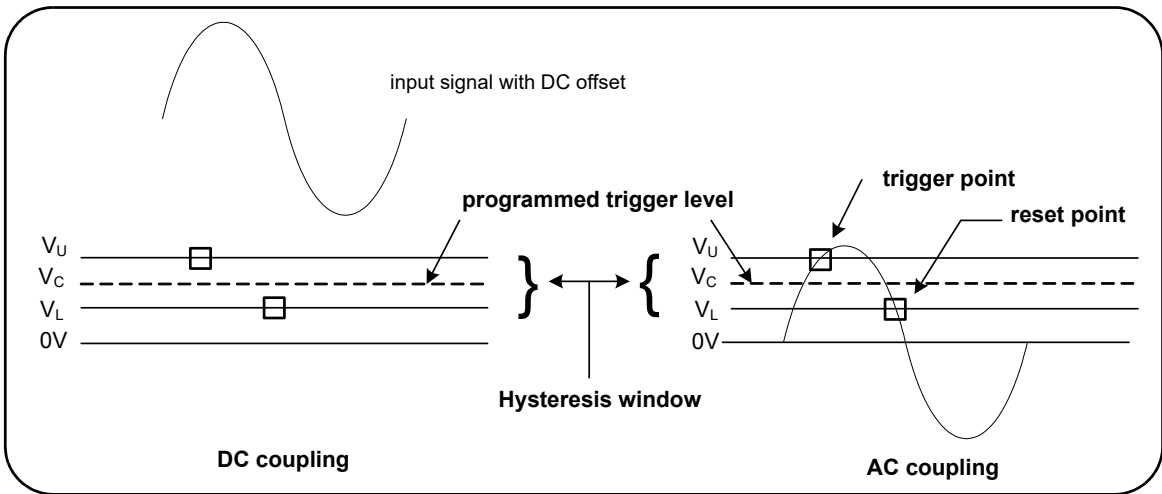 input signal with DC offset
programmed trigger level
trigger point
reset point
VU
VC
VL
0V
VU
VC
VL
0V
Hysteresis window
DC coupling
AC coupling